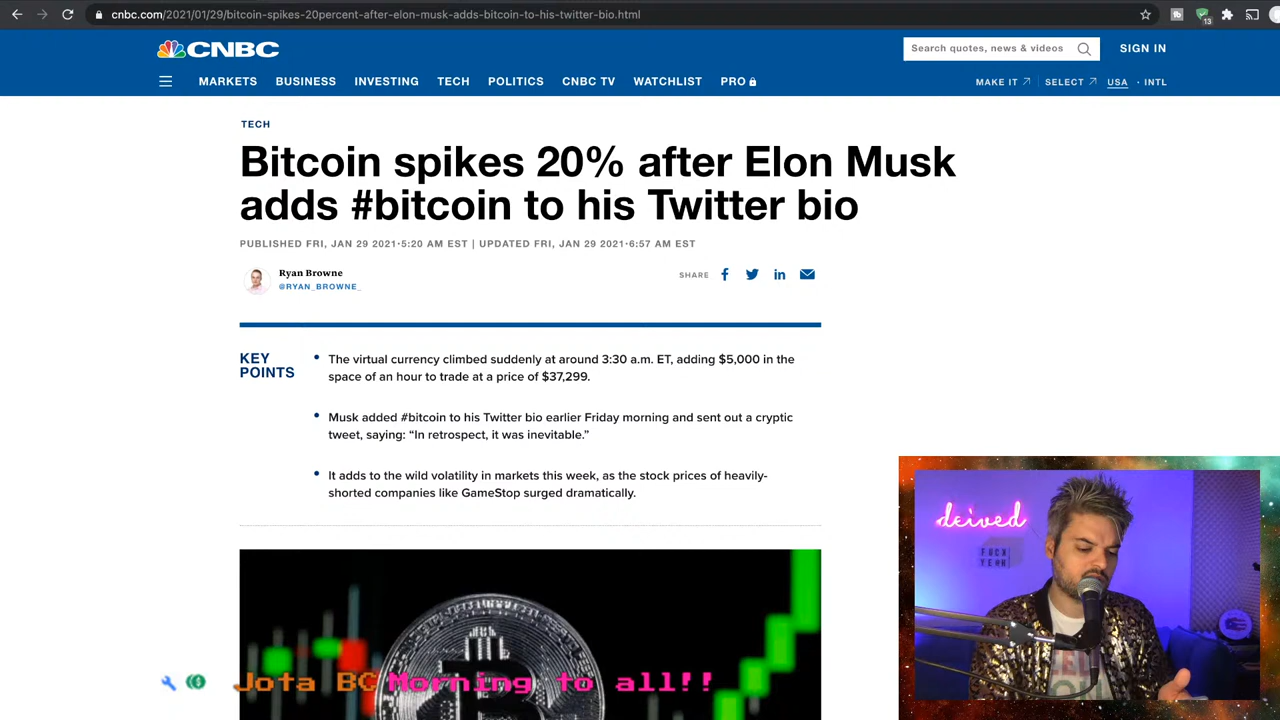 cnbc.com/2021/01/29/bitcoin-spikes-20percent-after-elon-musk-adds-bitcoin-to-his-twitter-bio.html
13
CNBC
Search quotes, news & videos
SIGN IN
MARKETS BUSINESS INVESTING TECH POLITICS CNBC TV WATCHLIST PRO
MAKE IT SELECT USA · INTL
TECH
Bitcoin spikes 20% after Elon Musk
adds #bitcoin to his Twitter bio
PUBLISHED FRI, JAN 29 2021·5:20 AM EST | UPDATED FRI, JAN 29 2021·6:57 AM EST
Ryan Browne
@RYAN_BROWNE_
SHARE
KEY
POINTS
The virtual currency climbed suddenly at around 3:30 a.m. ET, adding $5,000 in the
space of an hour to trade at a price of $37,299.
Musk added #bitcoin to his Twitter bio earlier Friday morning and sent out a cryptic
tweet, saying: “In retrospect, it was inevitable.”
It adds to the wild volatility in markets this week, as the stock prices of heavily-
shorted companies like GameStop surged dramatically.
deived
FUCK
YEAH
Jota BC Morning to all!!